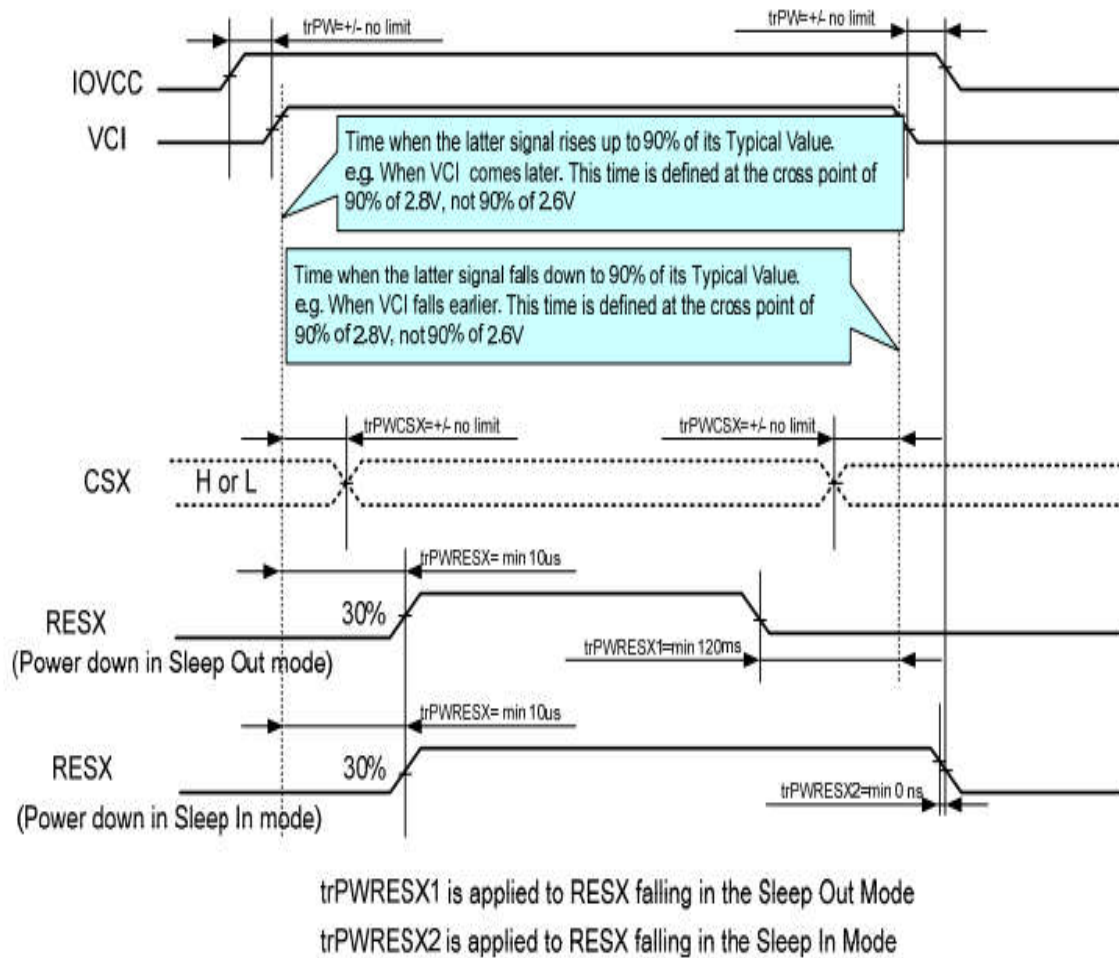 trPW=+/- no limit
trPW=+/- no limit
IOVCC
VCI
Time when the latter signal rises up to 90% of its Typical Value.
e.g. When VCI comes later. This time is defined at the cross point of
90% of 2.8V, not 90% of 2.6V
Time when the latter signal falls down to 90% of its Typical Value.
e.g. When VCI falls earlier. This time is defined at the cross point of
90% of 2.8V, not 90% of 2.6V
trPWCSX=+/- no limit
trPWCSX=+/- no limit
CSX
H or L
trPWRESX= min 10us
30%
RESX
(Power down in Sleep Out mode)
trPWRESX1=min 120ms
trPWRESX= min 10us
RESX
30%
trPWRESX2=min 0 ns
(Power down in Sleep In mode)
trPWRESX1 is applied to RESX falling in the Sleep Out Mode
trPWRESX2 is applied to RESX falling in the Sleep In Mode